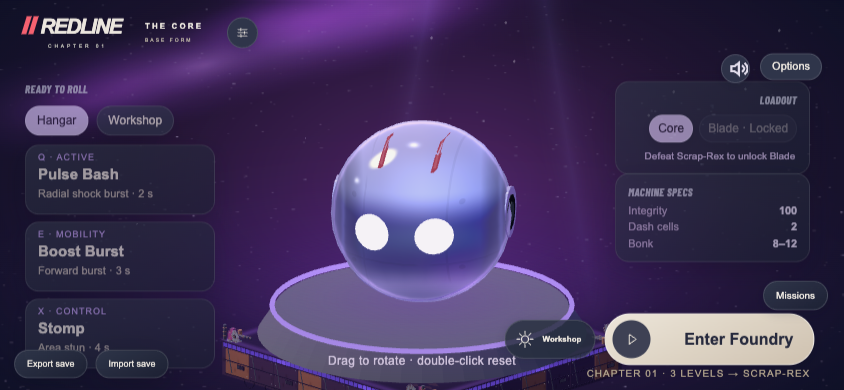 REDLINE
CHAPTER 01
THE CORE
BASE FORM
READY TO ROLL
Hangar
Workshop
Q · ACTIVE
Pulse Bash
Radial shock burst · 2 s
E · MOBILITY
Boost Burst
Forward burst · 3 s
X · CONTROL
Stomp
Area stun · 4 s
Export save
Import save
Options
LOADOUT
Core
Blade · Locked
Defeat Scrap-Rex to unlock Blade
MACHINE SPECS
Integrity 100
Dash cells 2
Bonk 8–12
Missions
Workshop
Enter Foundry
Drag to rotate · double-click reset
CHAPTER 01 · 3 LEVELS → SCRAP-REX